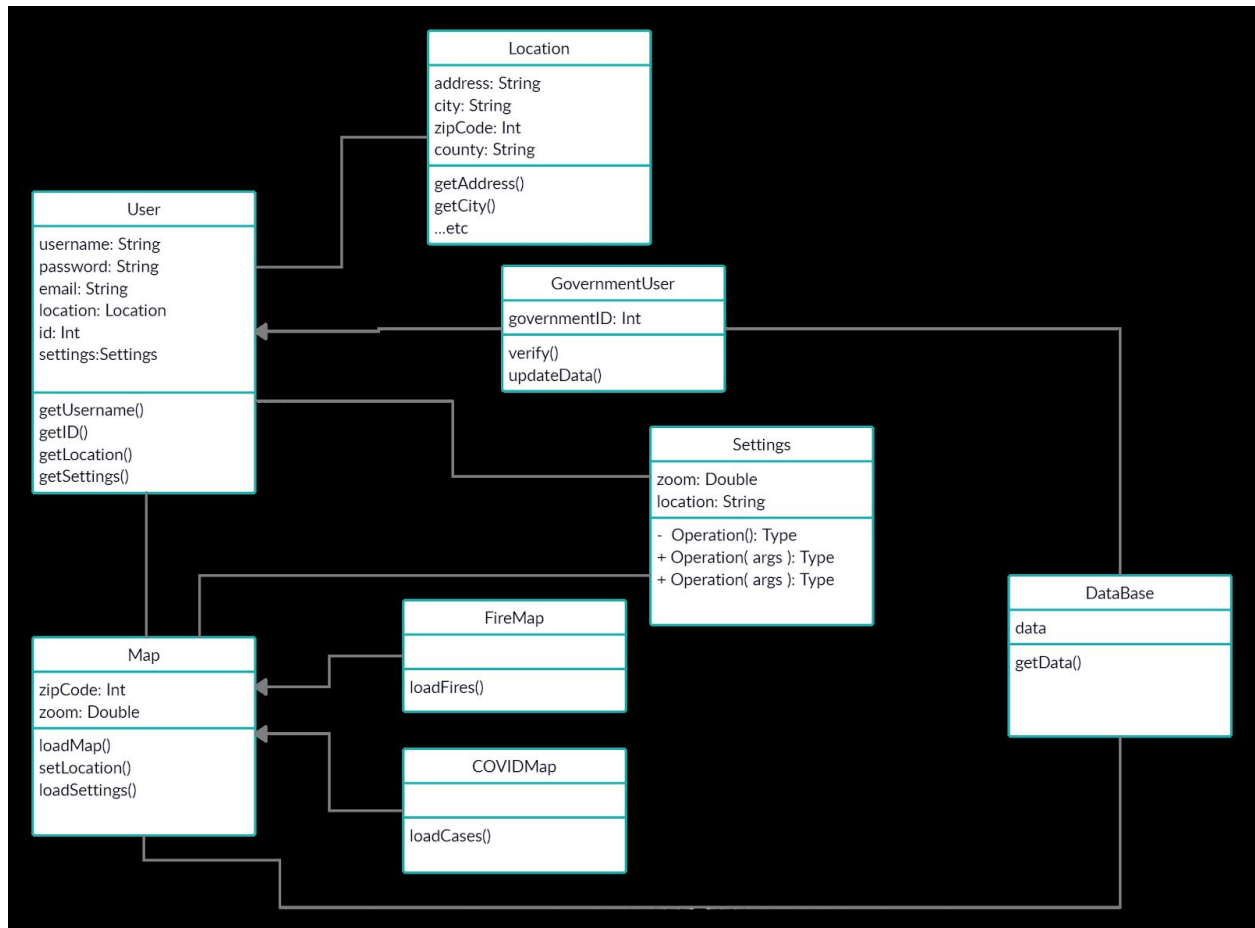 Location
address: String
city: String
zipCode: Int
county: String
getAddress()
getCity()
...etc
User
username: String
password: String
email: String
location: Location
id: Int
settings:Settings
getUsername()
getID()
getLocation()
getSettings()
GovernmentUser
governmentID: Int
verify()
updateData()
Settings
zoom: Double
location: String
- Operation(): Type
+ Operation( args ): Type
+ Operation( args ): Type
DataBase
data
getData()
FireMap
loadFires()
Map
zipCode: Int
zoom: Double
loadMap()
setLocation()
loadSettings()
COVIDMap
loadCases()